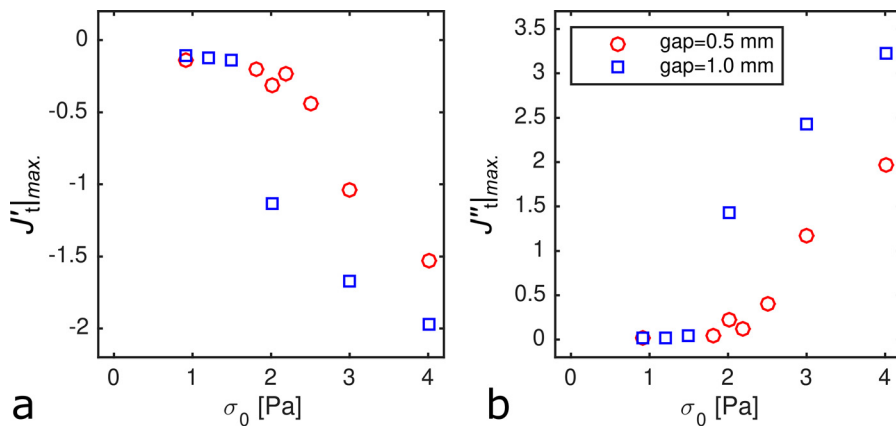 0
-0.5
-1
-1.5
-2
J't|max.
0 1 2 3 4
σ0 [Pa]
a
3.5
3
2.5
2
1.5
1
0.5
0
J''t|max.
gap=0.5 mm
gap=1.0 mm
0 1 2 3 4
σ0 [Pa]
b